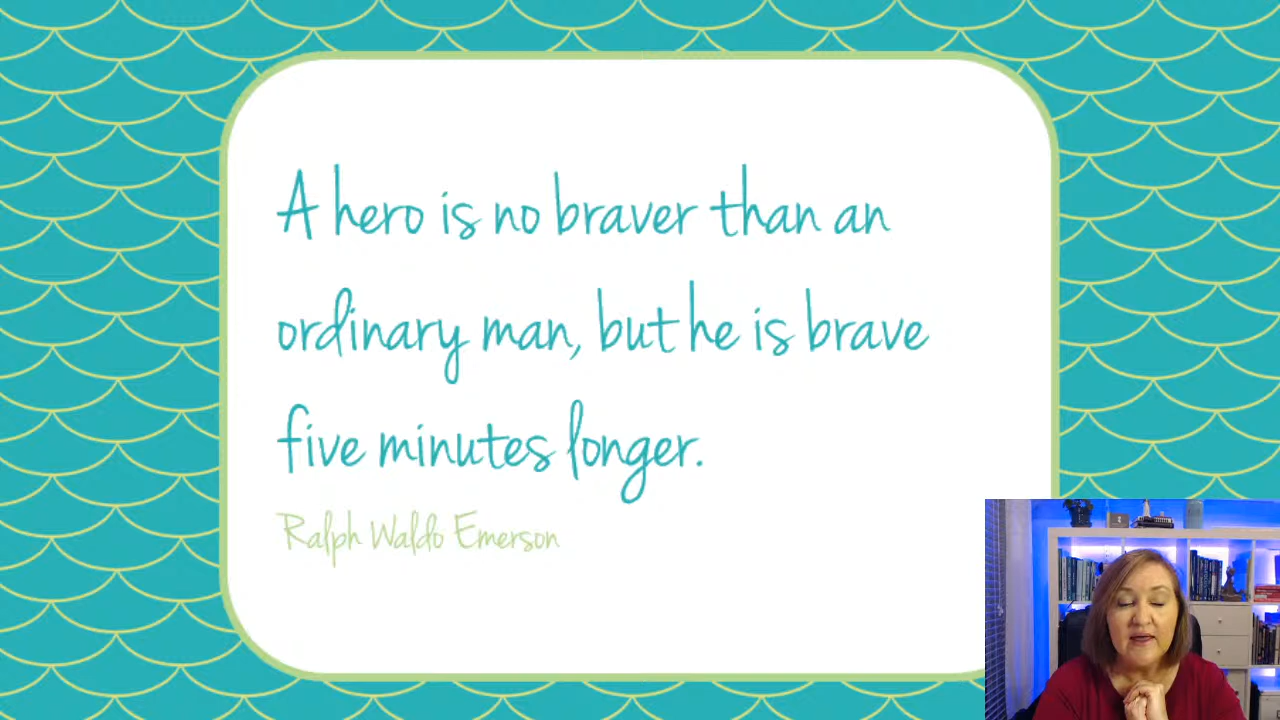 A hero is no braver than an
ordinary man, but he is brave
five minutes longer.
Ralph Waldo Emerson